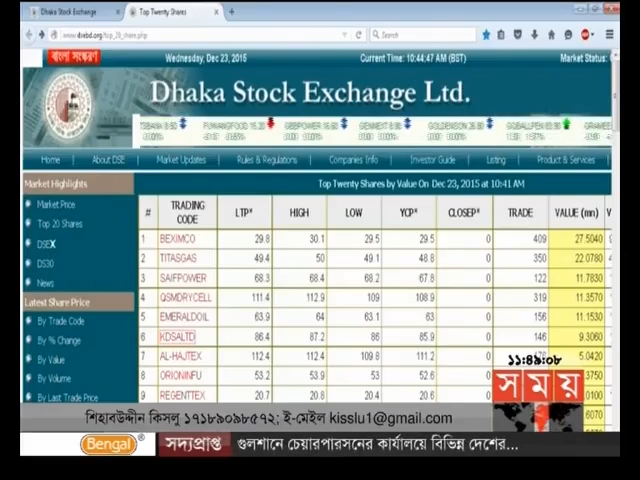 Dhaka Stock Exchange Top Twenty Shares
www.dsebd.org/top_20_share.php Search
বাংলা সংস্করণ Wednesday, Dec 23, 2015 Current Time: 10:44:47 AM (BST) Market Status:
Dhaka Stock Exchange Ltd.
Home About DSE Market Updates Rules & Regulations Companies Info Investor Guide Listing Product & Services
Market Highlights
Market Price
Top 20 Shares
DSEX
DS30
News
Latest Share Price
By Trade Code
By % Change
By Value
By Volume
By Last Trade Price
Top Twenty Shares by Value On Dec 23, 2015 at 10:41 AM
# TRADING CODE LTP* HIGH LOW YCP* CLOSEP* TRADE VALUE (mn) V
1 BEXIMCO 29.8 30.1 29.5 29.5 0 409 27.5040
2 TITASGAS 49.4 50 49.1 48.8 0 350 22.0780
3 SAIFPOWER 68.3 68.4 68.2 67.8 0 122 11.7830
4 QSMDRYCELL 111.4 112.9 109 108.9 0 319 11.3570
5 EMERALDOIL 63.9 64 63.1 63 0 156 11.1530
6 KDSALTD 86.4 87.2 86 85.9 0 146 9.3060
7 AL-HAJTEX 112.4 112.4 109.8 111.2 0 5.0420
8 ORIONINFU 53.2 53.9 53 52.6 0
9 REGENTTEX 20.7 20.8 20.4 20.4 0
১১:৪৯:০৮
সময়
শিহাবউদ্দীন কিসলু ১৭১৮৯০৯৮৫৭২; ই-মেইল kisslu1@gmail.com
Bengal সদ্যপ্রাপ্ত গুলশানে চেয়ারপারসনের কার্যালয়ে বিভিন্ন দেশের...